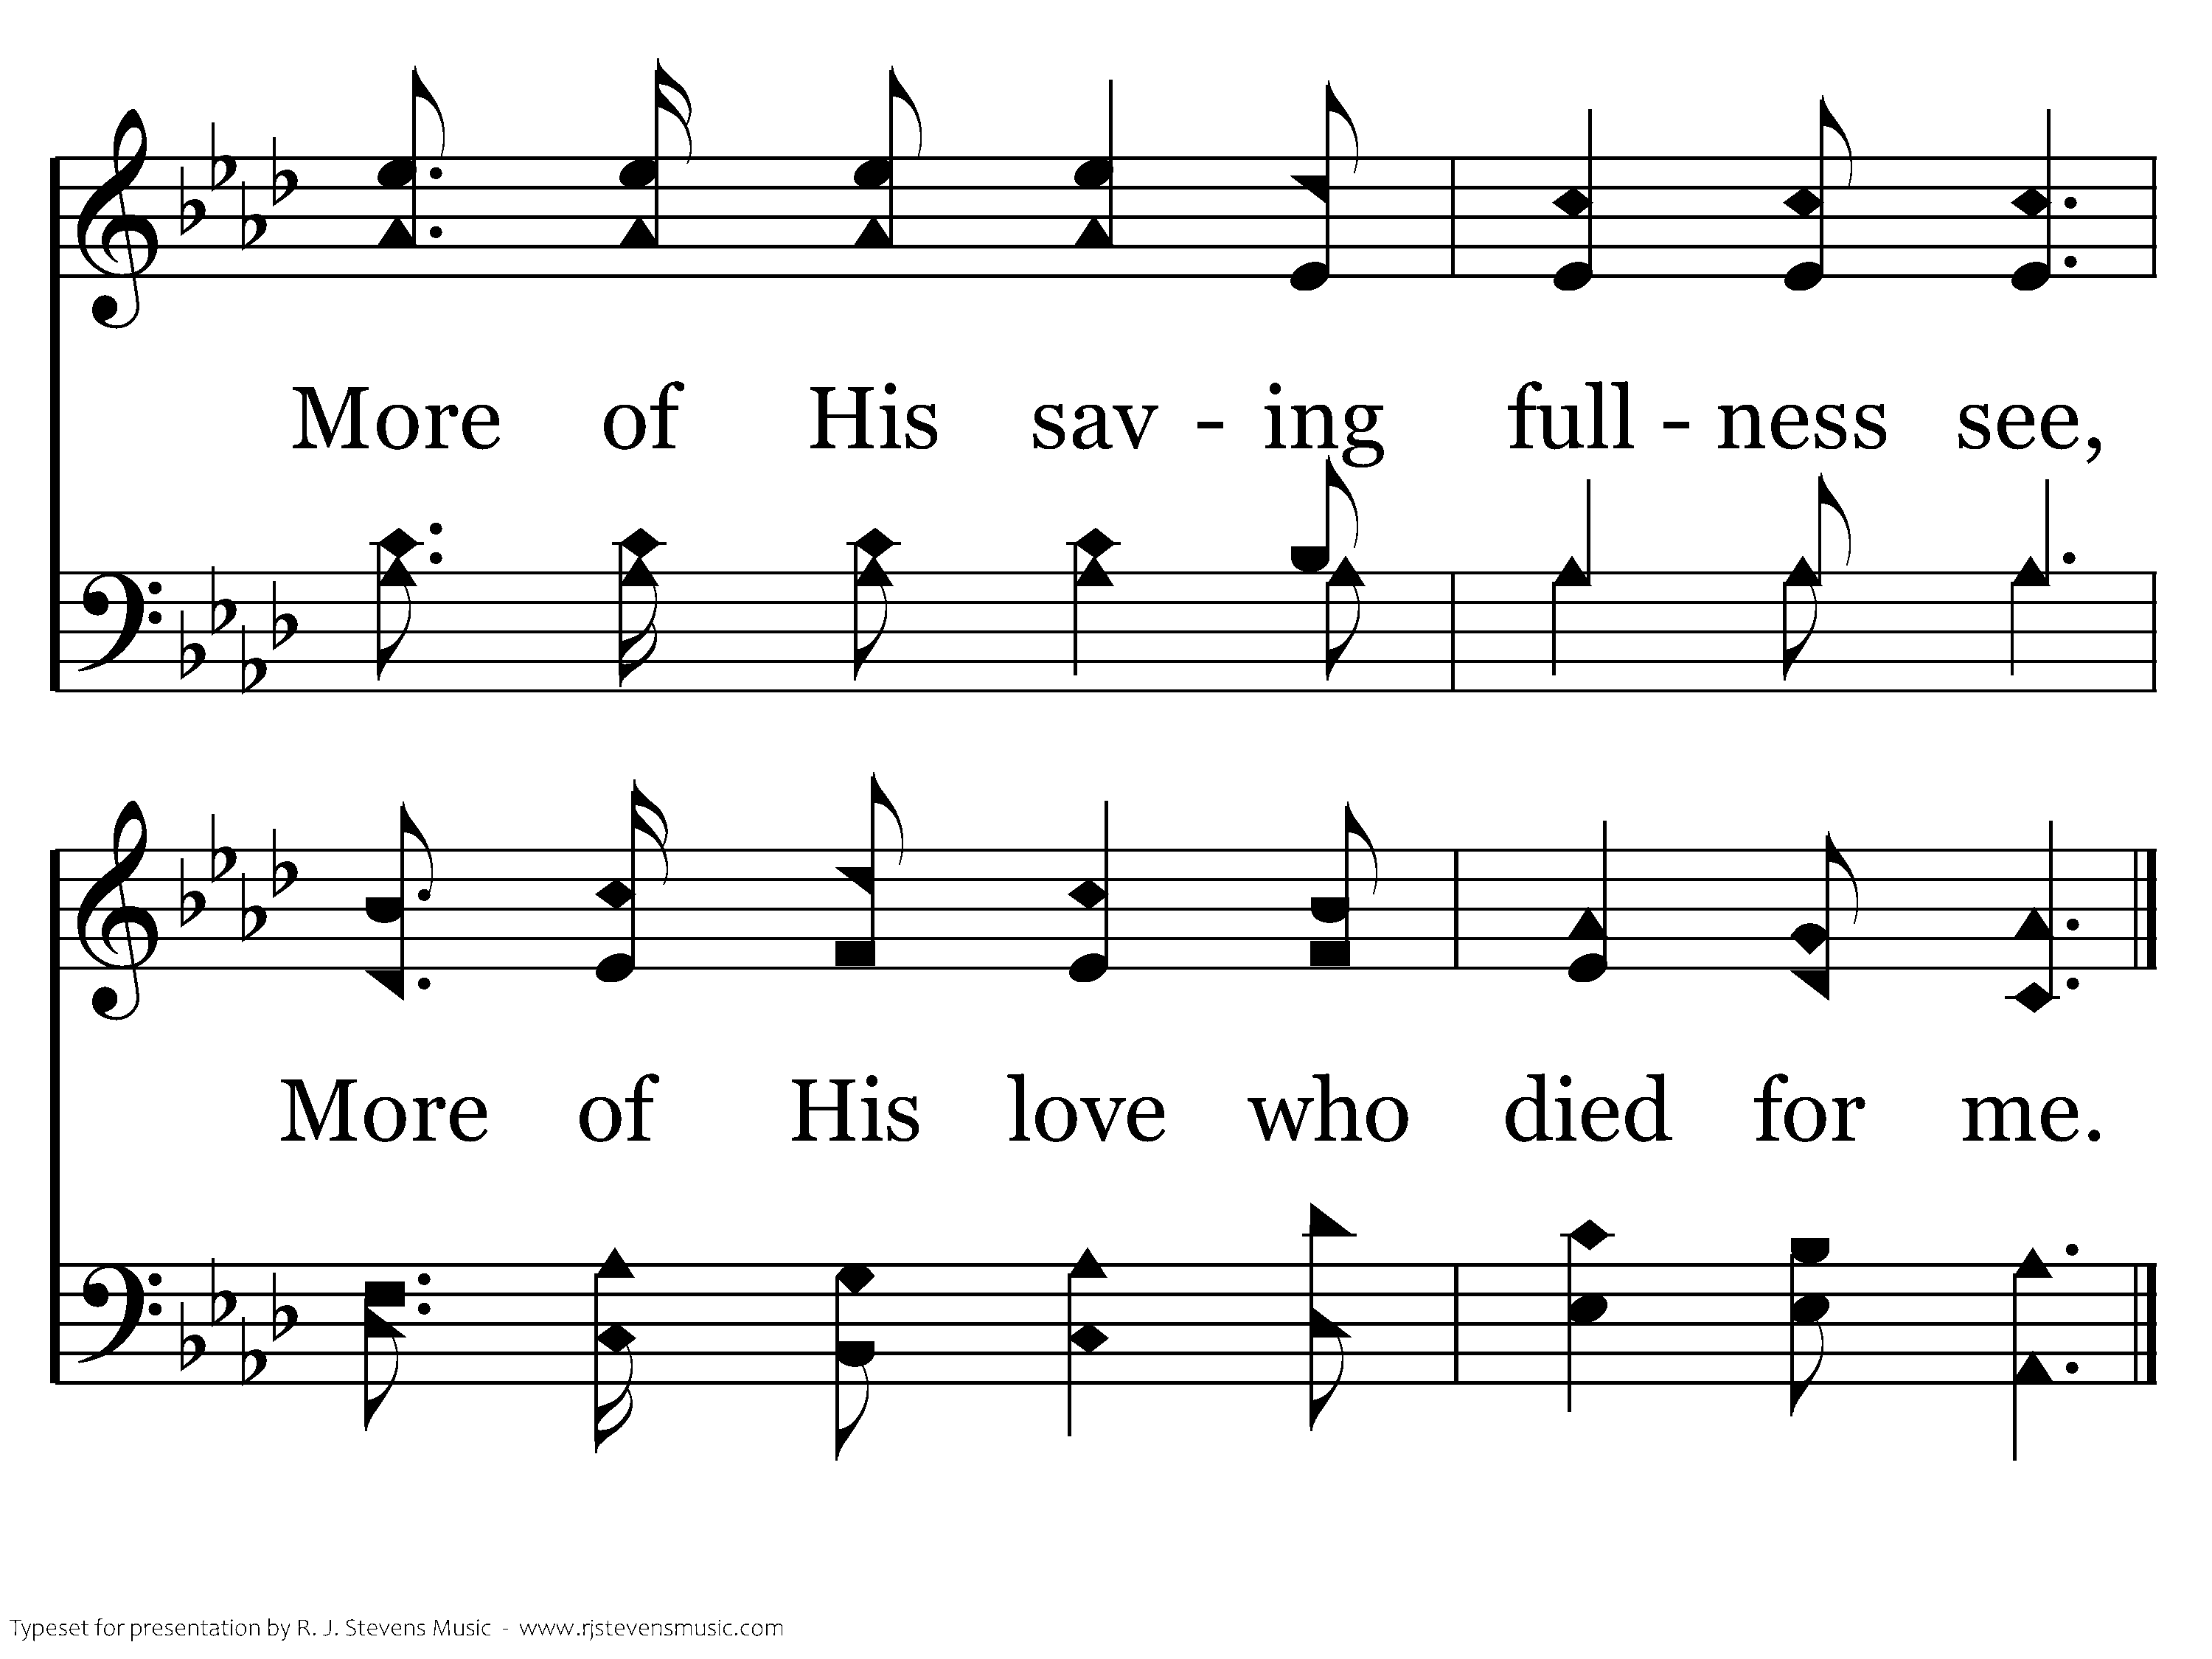 More of His sav - ing full - ness see,
More of His love who died for me.
Typeset for presentation by R. J. Stevens Music - www.rjstevensmusic.com